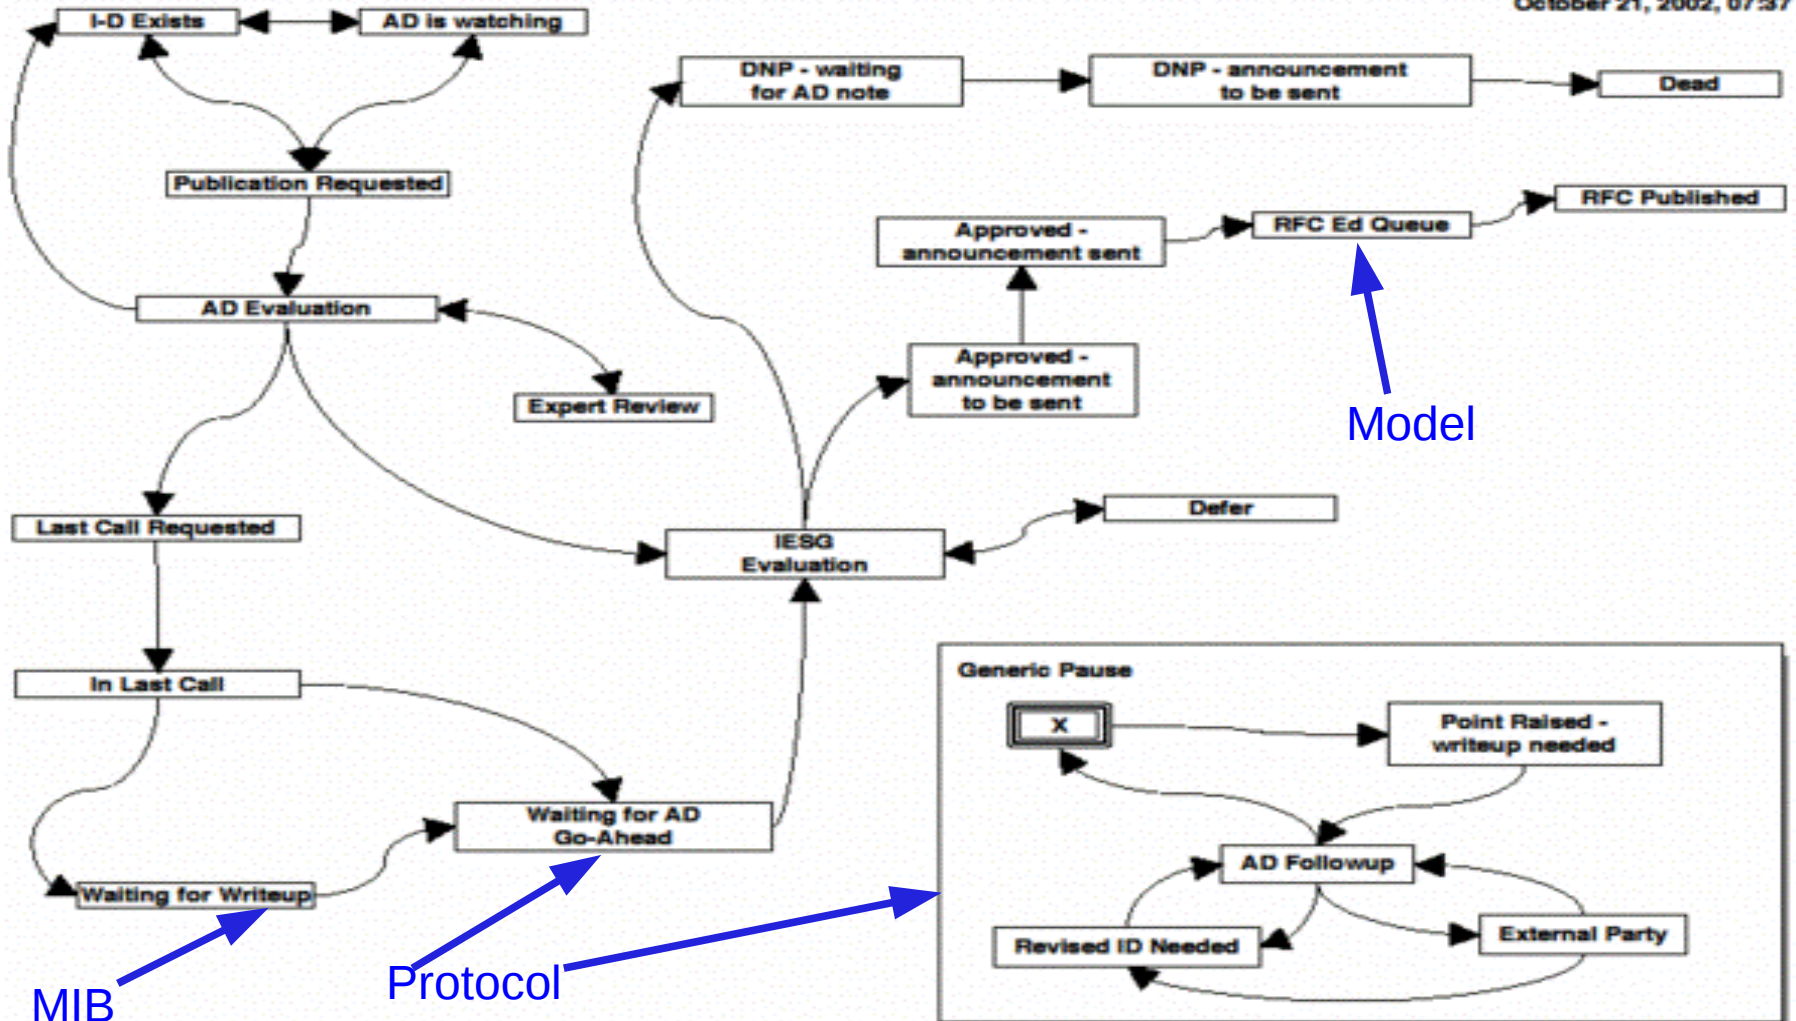 October 21, 2002, 07:37
I-D Exists
AD is watching
DNP - waiting
for AD note
DNP - announcement
to be sent
Dead
Publication Requested
RFC Published
RFC Ed Queue
Approved -
announcement sent
AD Evaluation
Approved -
announcement
to be sent
Expert Review
Model
Last Call Requested
Defer
IESG
Evaluation
In Last Call
Generic Pause
X
Point Raised -
writeup needed
Waiting for AD
Go-Ahead
AD Followup
Waiting for Writeup
Revised ID Needed
External Party
Protocol
MIB